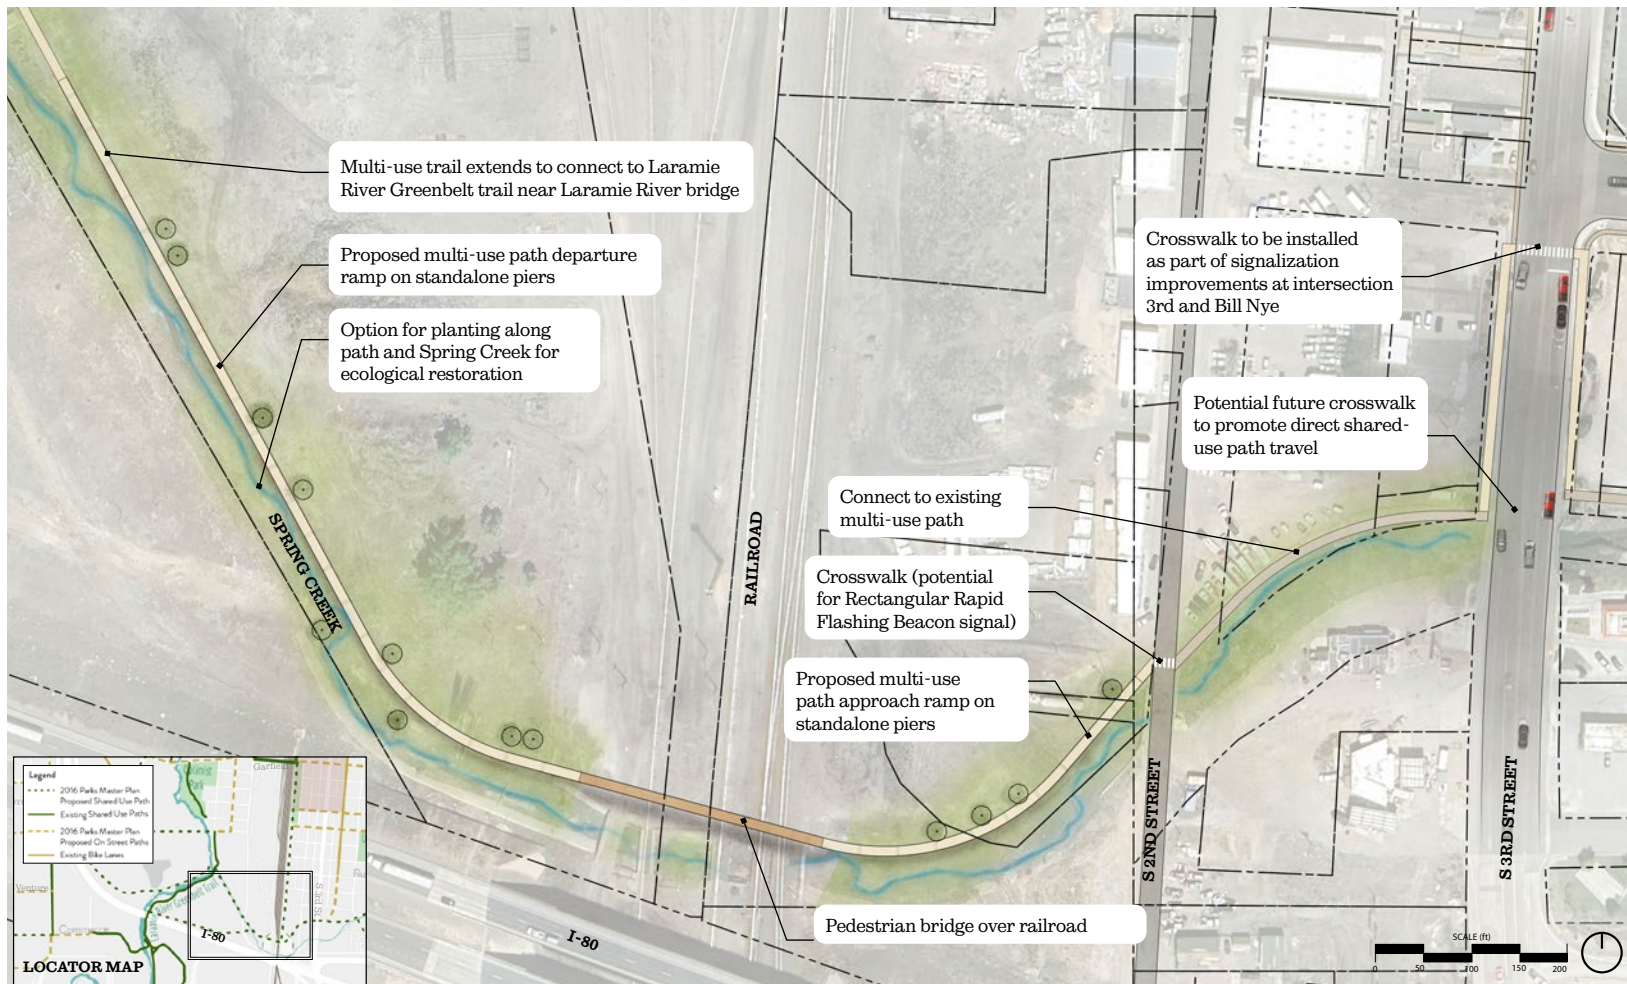 Multi-use trail extends to connect to Laramie
River Greenbelt trail near Laramie River bridge
Proposed multi-use path departure
ramp on standalone piers
Option for planting along
path and Spring Creek for
ecological restoration
Crosswalk to be installed
as part of signalization
improvements at intersection
3rd and Bill Nye
Potential future crosswalk
to promote direct shared-
use path travel
Connect to existing
multi-use path
Crosswalk (potential
for Rectangular Rapid
Flashing Beacon signal)
Proposed multi-use
path approach ramp on
standalone piers
Pedestrian bridge over railroad
SPRING CREEK
RAILROAD
S 2ND STREET
S 3RD STREET
I-80
Legend
2016 Parks Master Plan
Proposed Shared Use Path
Existing Shared Use Paths
2016 Parks Master Plan
Proposed On Street Paths
Existing Bike Lanes
Garfield
Park
Venture
Commerce
S 3rd St
I-80
LOCATOR MAP
SCALE (ft)
0 50 100 150 200